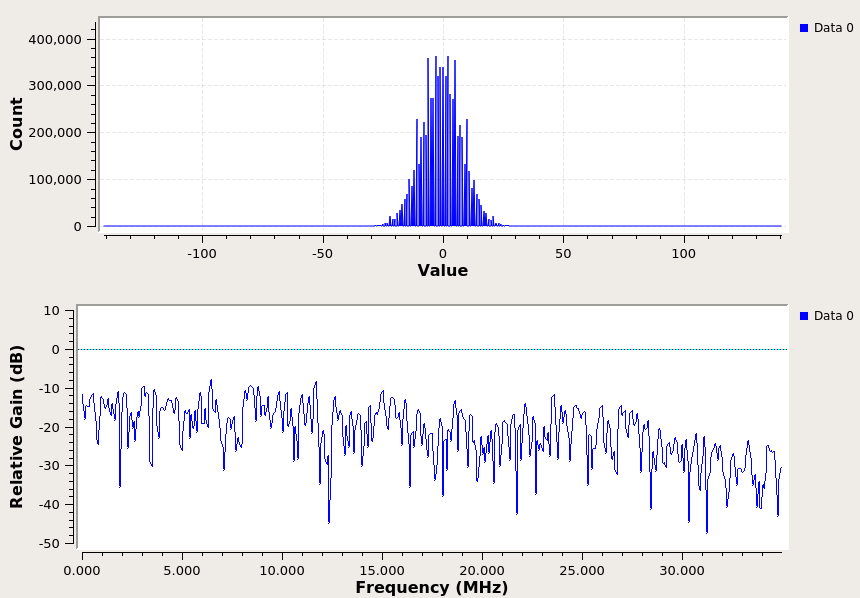 Data 0
400,000
300,000
200,000
100,000
0
Count
-100 -50 0 50 100
Value
Data 0
10
0
-10
-20
-30
-40
-50
Relative Gain (dB)
0.000 5.000 10.000 15.000 20.000 25.000 30.000
Frequency (MHz)